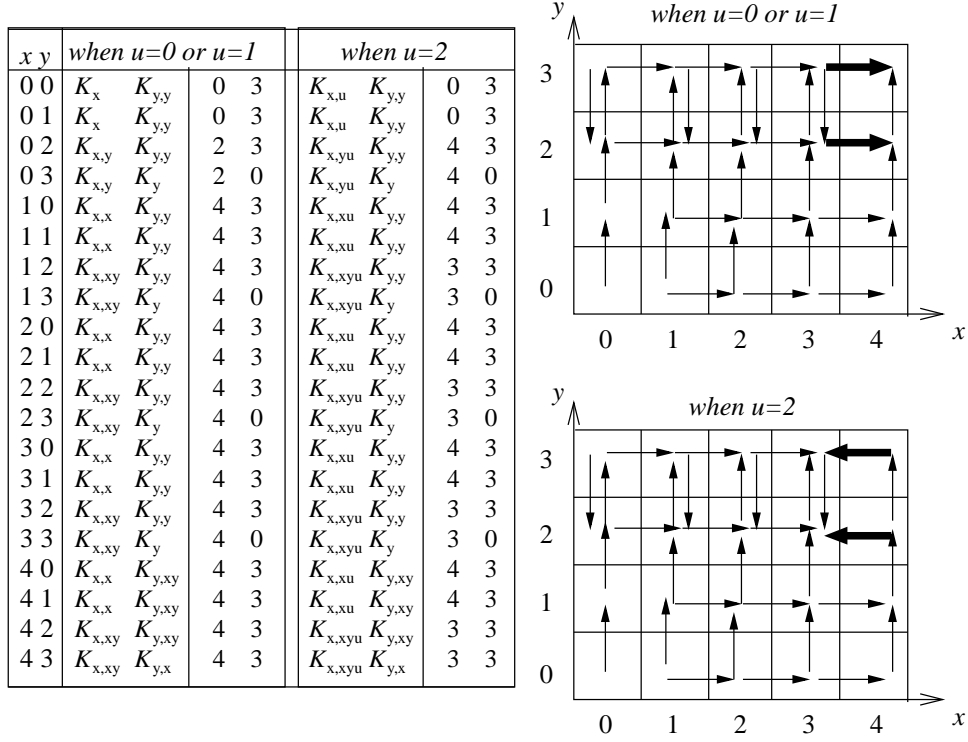 x y when u=0 or u=1 when u=2
0 0 K_x K_y,y 0 3 K_x,u K_y,y 0 3
0 1 K_x K_y,y 0 3 K_x,u K_y,y 0 3
0 2 K_x,y K_y,y 2 3 K_x,yu K_y,y 4 3
0 3 K_x,y K_y 2 0 K_x,yu K_y 4 0
1 0 K_x,x K_y,y 4 3 K_x,xu K_y,y 4 3
1 1 K_x,x K_y,y 4 3 K_x,xu K_y,y 4 3
1 2 K_x,xy K_y,y 4 3 K_x,xyu K_y,y 3 3
1 3 K_x,xy K_y 4 0 K_x,xyu K_y 3 0
2 0 K_x,x K_y,y 4 3 K_x,xu K_y,y 4 3
2 1 K_x,x K_y,y 4 3 K_x,xu K_y,y 4 3
2 2 K_x,xy K_y,y 4 3 K_x,xyu K_y,y 3 3
2 3 K_x,xy K_y 4 0 K_x,xyu K_y 3 0
3 0 K_x,x K_y,y 4 3 K_x,xu K_y,y 4 3
3 1 K_x,x K_y,y 4 3 K_x,xu K_y,y 4 3
3 2 K_x,xy K_y,y 4 3 K_x,xyu K_y,y 3 3
3 3 K_x,xy K_y 4 0 K_x,xyu K_y 3 0
4 0 K_x,x K_y,xy 4 3 K_x,xu K_y,xy 4 3
4 1 K_x,x K_y,xy 4 3 K_x,xu K_y,xy 4 3
4 2 K_x,xy K_y,xy 4 3 K_x,xyu K_y,xy 3 3
4 3 K_x,xy K_y,x 4 3 K_x,xyu K_y,x 3 3
y when u=0 or u=1
3
2
1
0
0 1 2 3 4 x
y when u=2
3
2
1
0
0 1 2 3 4 x